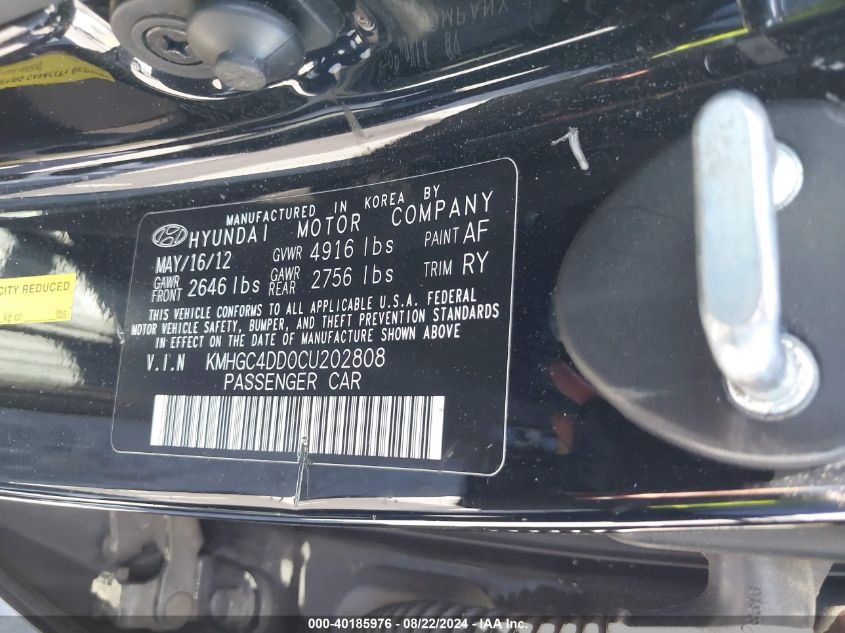 MANUFACTURED IN KOREA BY
HYUNDAI MOTOR COMPANY
MAY/16/12 GVWR 4916 lbs PAINT AF
GAWR FRONT 2646 lbs GAWR REAR 2756 lbs TRIM RY
THIS VEHICLE CONFORMS TO ALL APPLICABLE U.S.A. FEDERAL
MOTOR VEHICLE SAFETY, BUMPER, AND THEFT PREVENTION STANDARDS
IN EFFECT ON THE DATE OF MANUFACTURE SHOWN ABOVE
V.I.N KMHGC4DD0CU202808
PASSENGER CAR
CITY REDUCED
kg or lbs
000-40185976 - 08/22/2024 - IAA Inc.